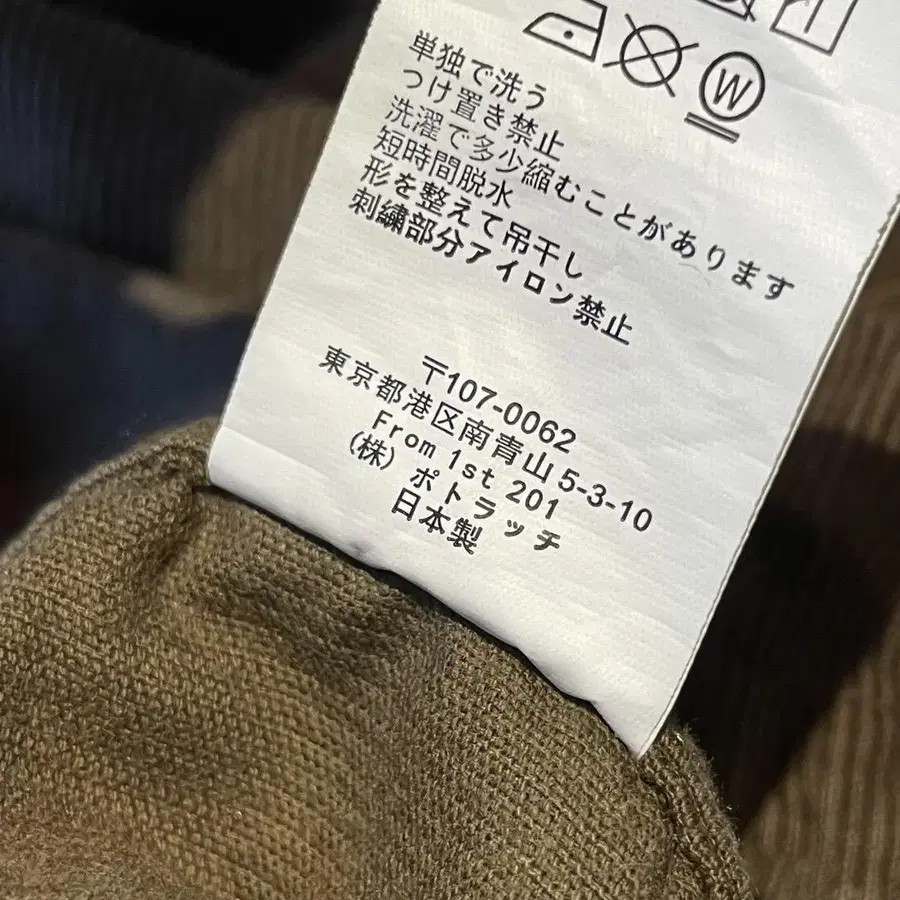 W
単独で洗う
つけ置き禁止
洗濯で多少縮むことがあります
短時間脱水
形を整えて吊干し
刺繍部分アイロン禁止
〒107-0062
東京都港区南青山5-3-10
From 1st 201
(株) ポトラッチ
日本製